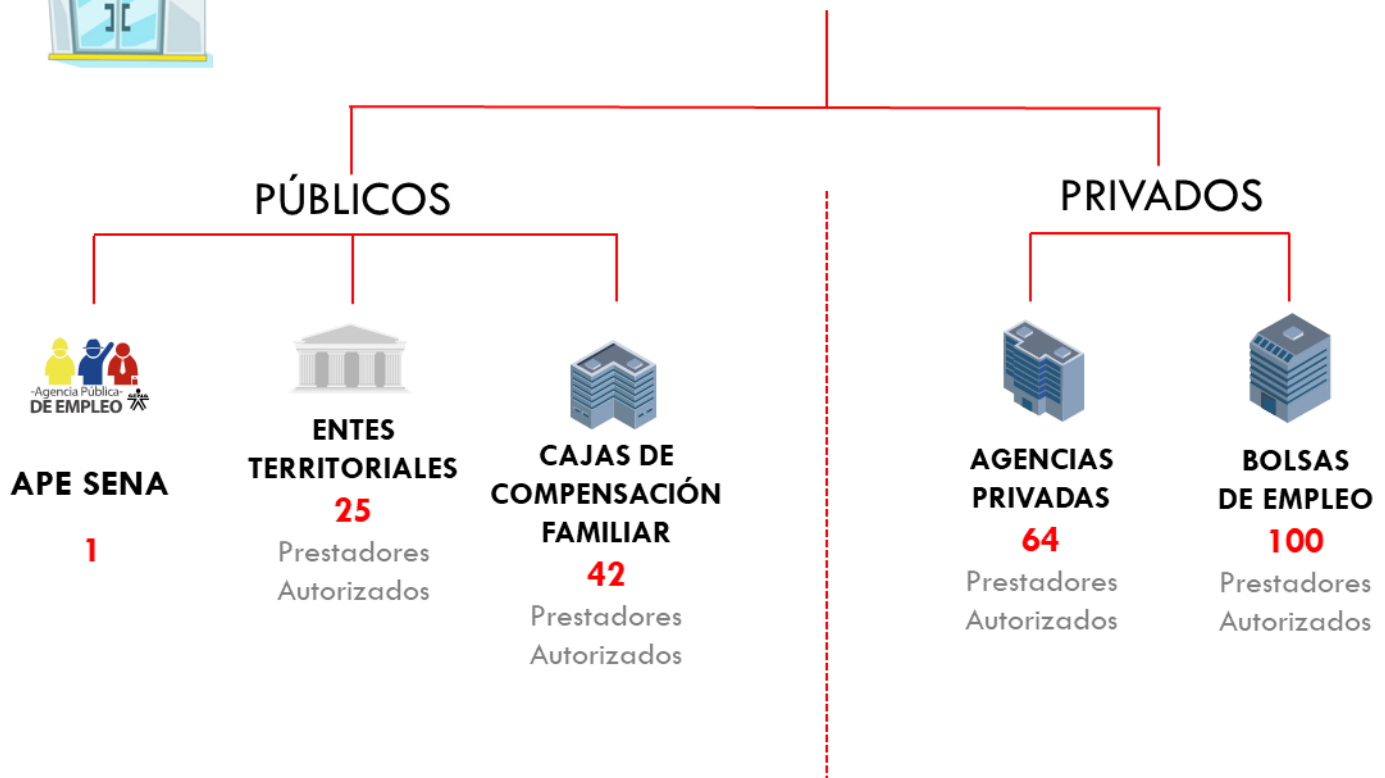 PÚBLICOS
PRIVADOS
-Agencia Pública-
DE EMPLEO
APE SENA
1
ENTES
TERRITORIALES
25
Prestadores
Autorizados
CAJAS DE
COMPENSACIÓN
FAMILIAR
42
Prestadores
Autorizados
AGENCIAS
PRIVADAS
64
Prestadores
Autorizados
BOLSAS
DE EMPLEO
100
Prestadores
Autorizados